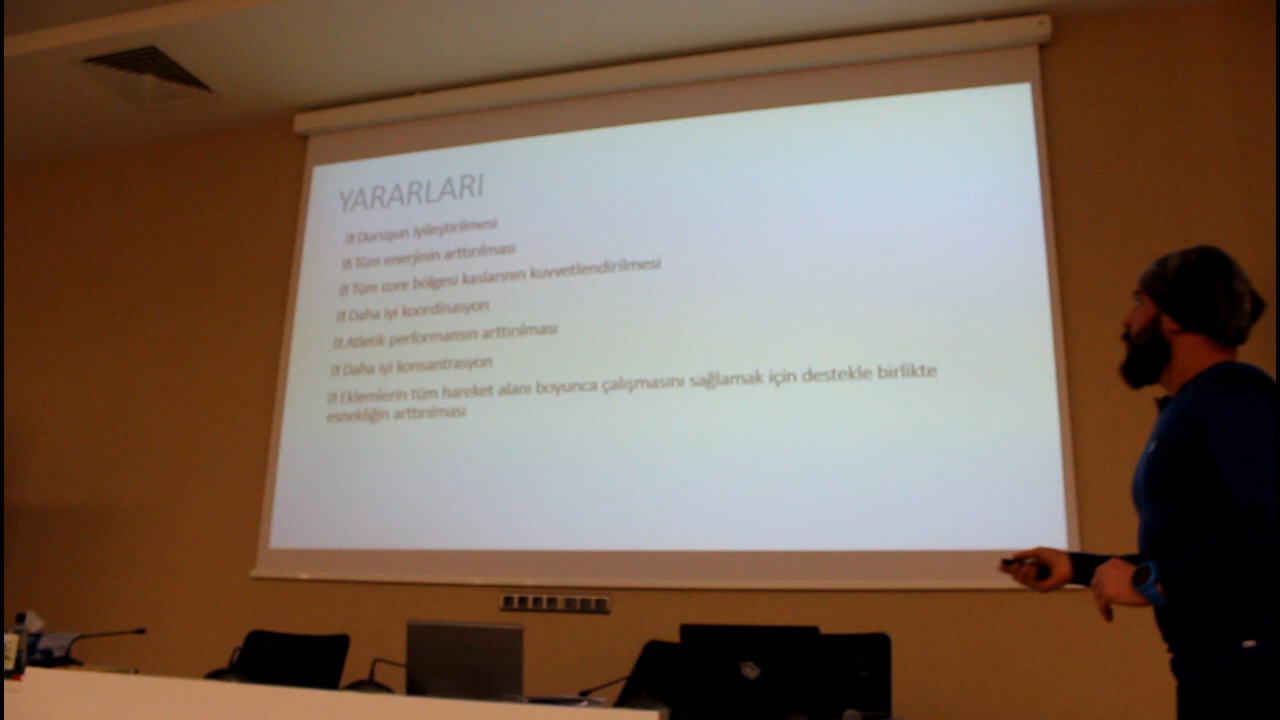 YARARLARI
Duruşun iyileştirilmesi
Tüm enerjinin arttırılması
Tüm core bölgesi kaslarının kuvvetlendirilmesi
Daha iyi koordinasyon
Atletik performansın arttırılması
Daha iyi konsantrasyon
Eklemlerin tüm hareket alanı boyunca çalışmasını sağlamak için destekle birlikte
esnekliğin arttırılması